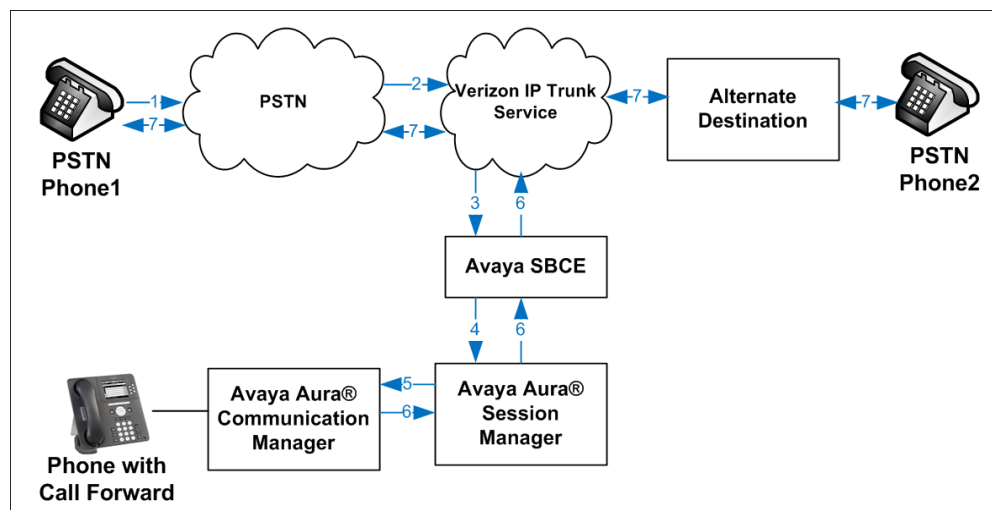 1
7
PSTN
Phone1
PSTN
2
7
Verizon IP Trunk
Service
7
Alternate
Destination
7
PSTN
Phone2
3
6
Avaya SBCE
4
6
Phone with
Call Forward
Avaya Aura®
Communication
Manager
5
6
Avaya Aura®
Session
Manager